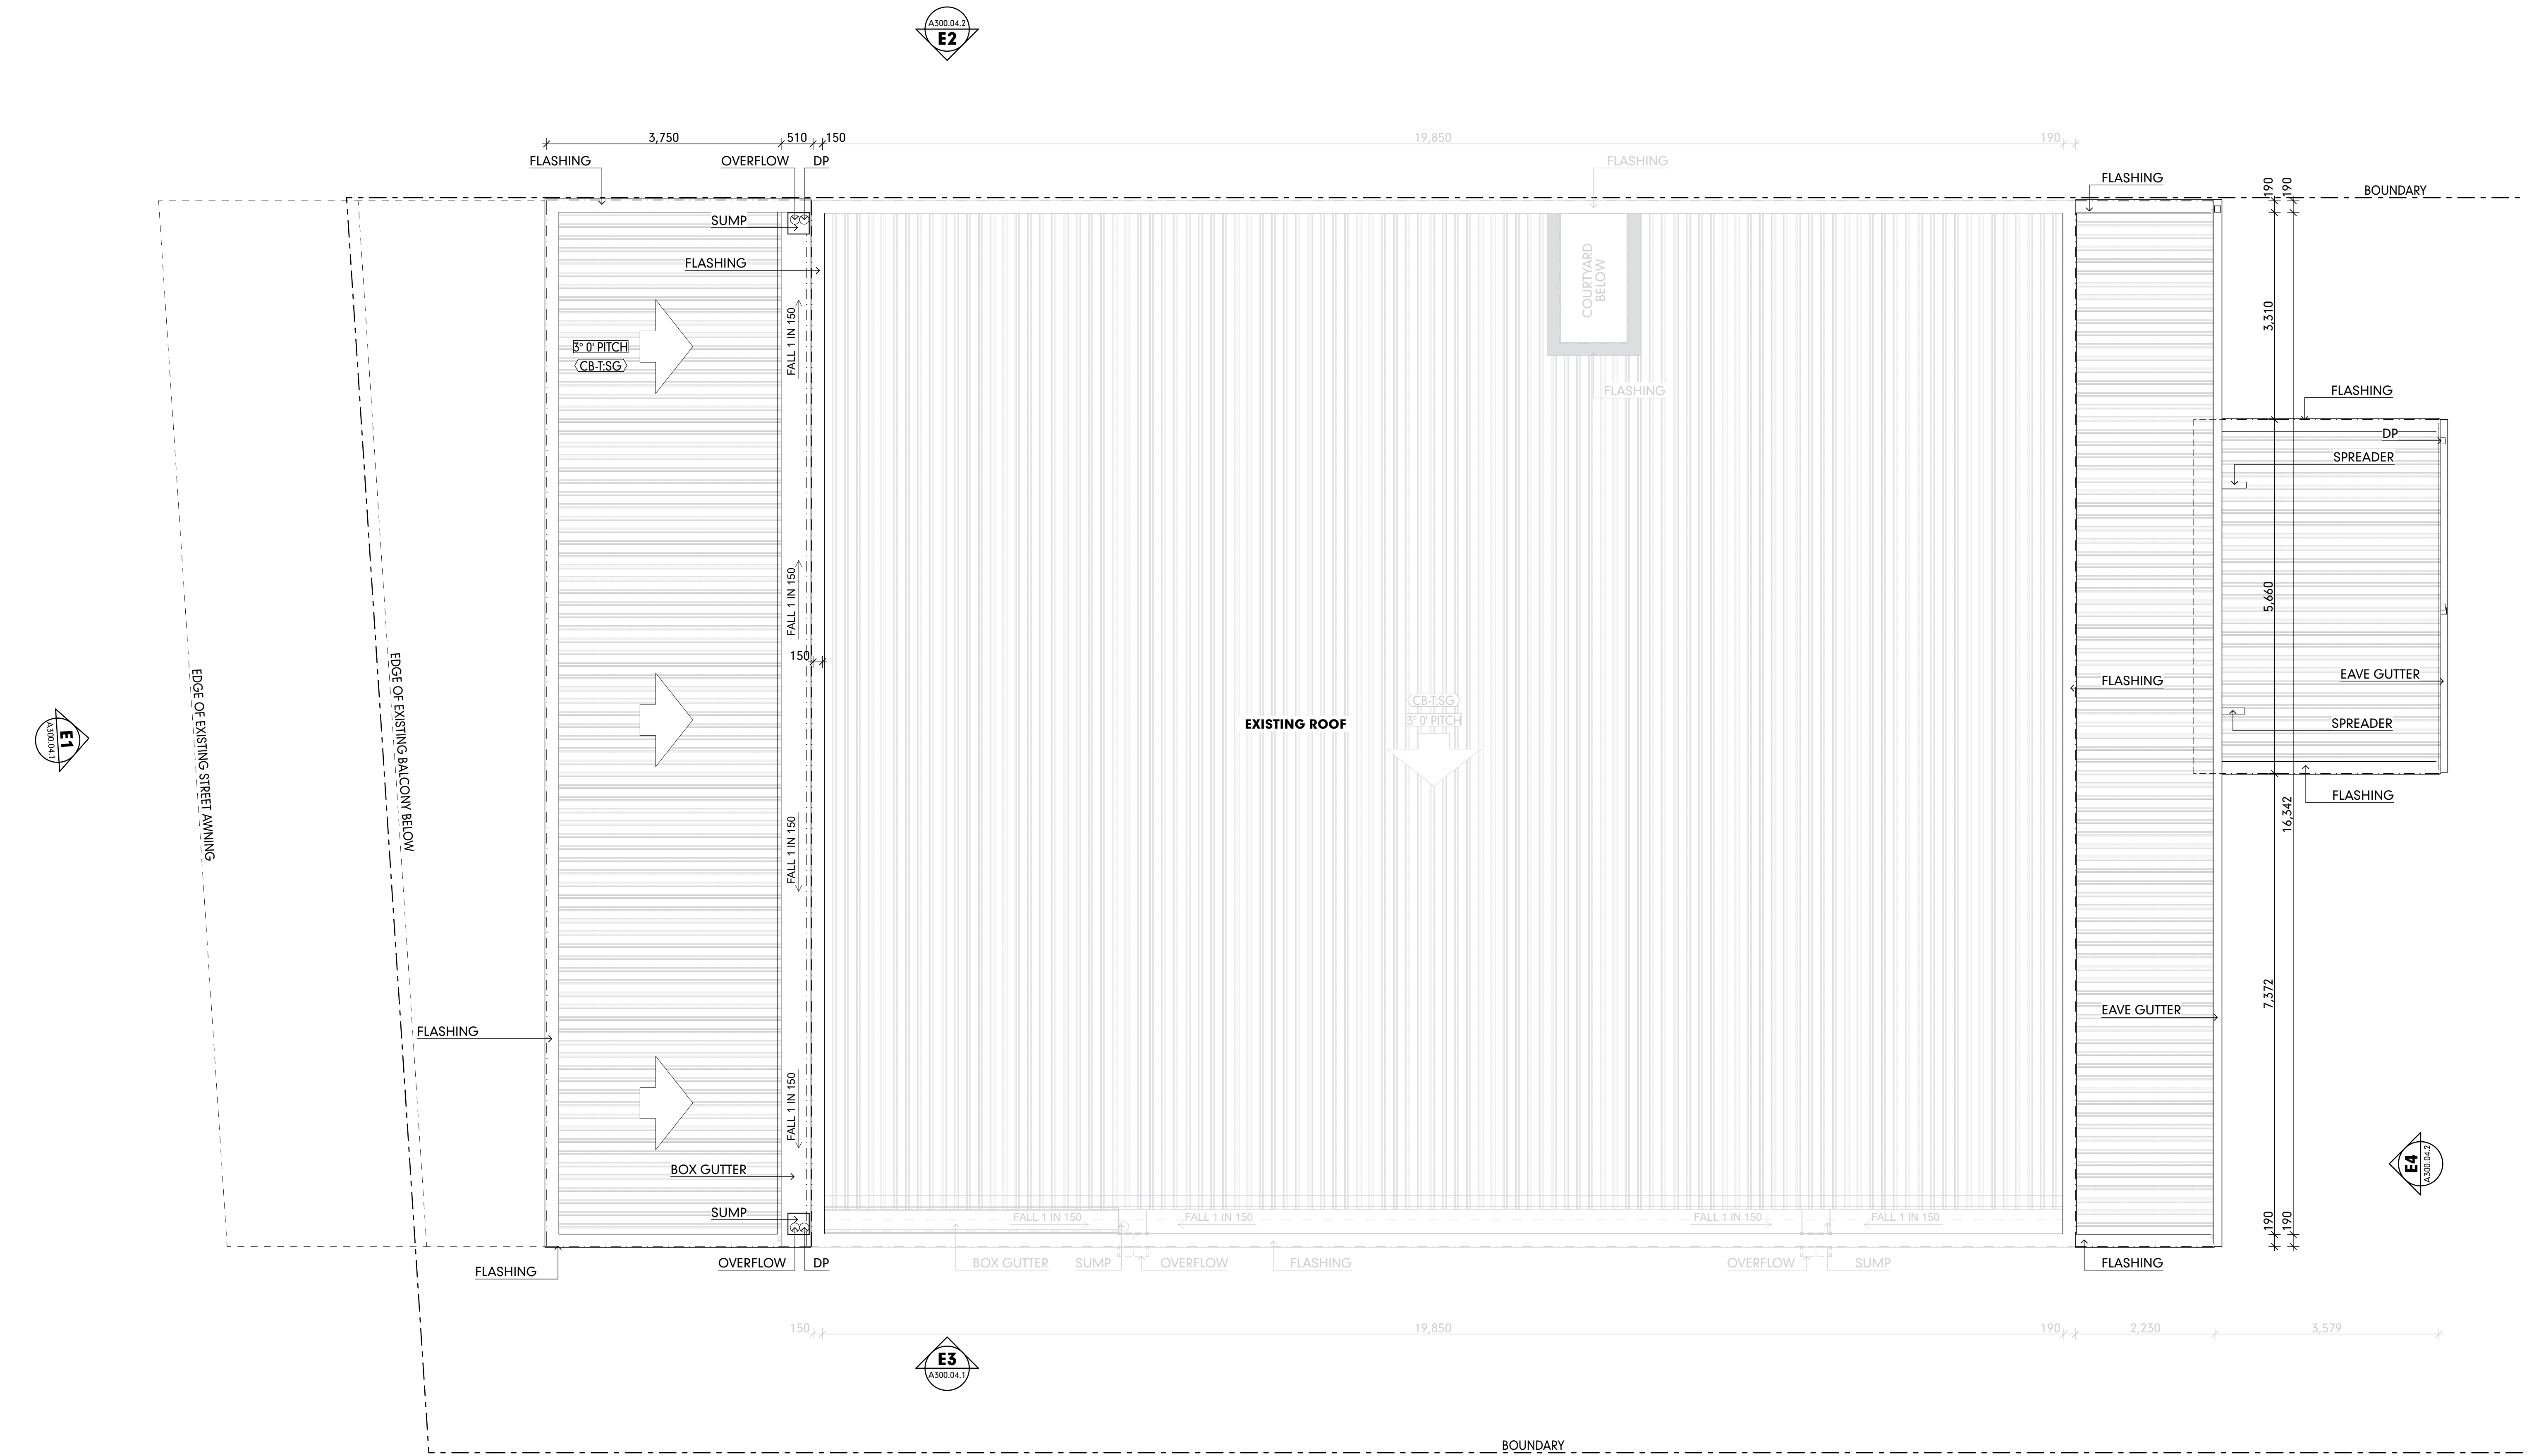 A300.04.2
E2
3,750
510
150
19,850
190
FLASHING
OVERFLOW
DP
FLASHING
FLASHING
190
190
BOUNDARY
SUMP
FLASHING
COURTYARD
BELOW
FALL 1 IN 150
3,310
3° 0' PITCH
CB-T:SG
FLASHING
FLASHING
DP
SPREADER
FALL 1 IN 150
5,660
150
EDGE OF EXISTING STREET AWNING
EDGE OF EXISTING BALCONY BELOW
FLASHING
EAVE GUTTER
CB-T:SG
3° 0' PITCH
EXISTING ROOF
SPREADER
E1
A300.04.1
FLASHING
16,342
FALL 1 IN 150
7,372
EAVE GUTTER
FLASHING
FALL 1 IN 150
E4
A300.04.2
BOX GUTTER
SUMP
FALL 1 IN 150
FALL 1 IN 150
FALL 1 IN 150
FALL 1 IN 150
190
190
FLASHING
OVERFLOW
DP
BOX GUTTER
SUMP
OVERFLOW
FLASHING
OVERFLOW
SUMP
FLASHING
150
19,850
190
2,230
3,579
E3
A300.04.1
BOUNDARY